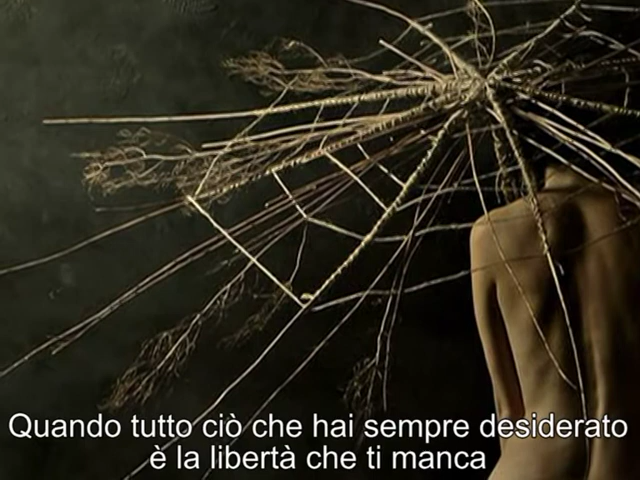 Quando tutto ciò che hai sempre desiderato
è la libertà che ti manca